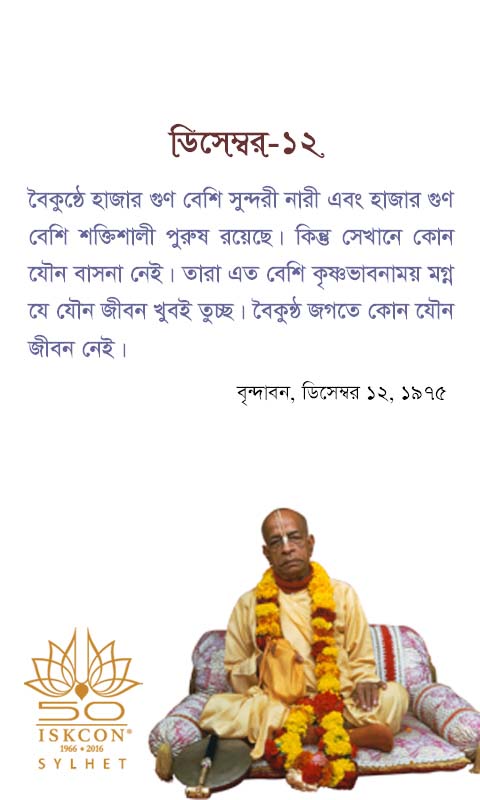 ডিসেম্বর-১২
বৈকুন্ঠে হাজার গুণ বেশি সুন্দরী নারী এবং হাজার গুণ
বেশি শক্তিশালী পুরুষ রয়েছে। কিন্তু সেখানে কোন
যৌন বাসনা নেই। তারা এত বেশি কৃষ্ণভাবনাময় মগ্ন
যে যৌন জীবন খুবই তুচ্ছ। বৈকুন্ঠ জগতে কোন যৌন
জীবন নেই।
বৃন্দাবন, ডিসেম্বর ১২, ১৯৭৫
50
ISKCON®
1966 • 2016
SYLHET